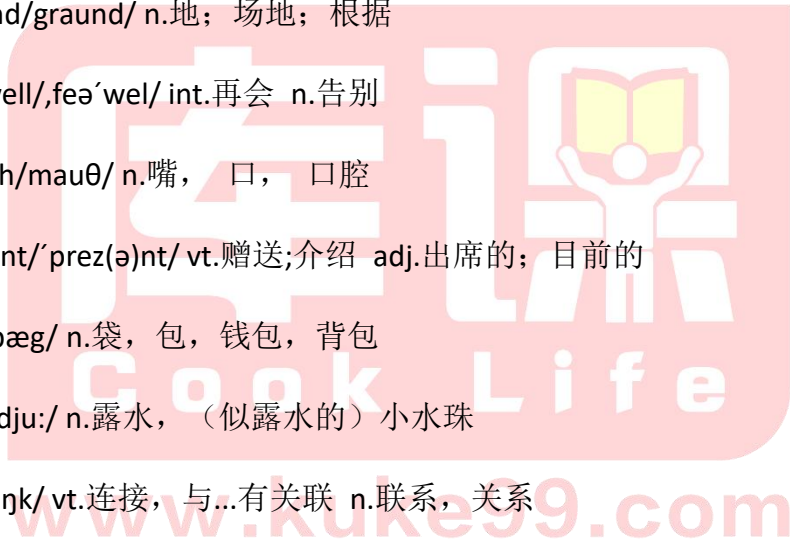 nd/graund/ n.地；场地；根据
vell/,feə´wel/ int.再会 n.告别
h/mauθ/ n.嘴， 口， 口腔
nt/´prez(ə)nt/ vt.赠送;介绍 adj.出席的；目前的
bæg/ n.袋，包，钱包，背包
dju:/ n.露水，（似露水的）小水珠
ŋk/ vt.连接，与...有关联 n.联系，关系
库课
Cook Life
www.kuke99.com